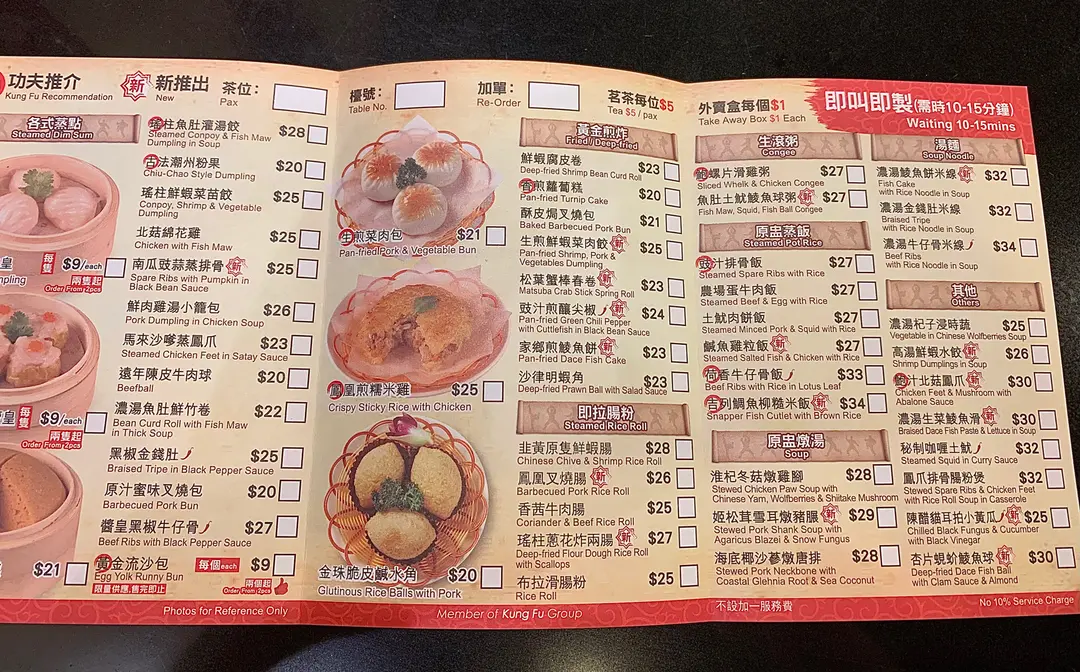 功夫推介
Kung Fu Recommendation
新
新推出
New
茶位：
Pax
各式蒸點
Steamed Dim Sum
每隻
$9/each
兩隻起
Order From 2pcs
每隻
$9/each
兩隻起
Order From 2pcs
$21
瑤柱魚肚灌湯餃 $28
Steamed Conpoy & Fish Maw
Dumpling
古法潮州粉果 $20
Chiu-Chao Style Dumpling
瑤柱鮮蝦菜苗餃 $25
Conpoy, Shrimp & Vegetable
Dumpling
北菇綿花雞 $25
Chicken with Fish Maw
南瓜豉蒜蒸排骨 新 $25
Spare Ribs with Pumpkin in
Black Bean Sauce
鮮肉雞湯小籠包 $26
Pork Dumpling in Chicken Soup
馬來沙嗲蒸鳳爪 $23
Steamed Chicken Feet in Satay Sauce
遠年陳皮牛肉球 $20
Beefball
濃湯魚肚鮮竹卷 $22
Bean Curd Roll with Fish Maw
in Thick Soup
黑椒金錢肚 $25
Braised Tripe in Black Pepper Sauce
原汁蜜味叉燒包 $20
Barbecued Pork Bun
醬皇黑椒牛仔骨 $27
Beef Ribs with Black Pepper Sauce
黃金流沙包 每個each $9
Egg Yolk Runny Bun
限量供應,售完即止
兩個起
Order From 2pcs
Photos for Reference Only
檯號：
Table No.
加單：
Re-Order
茗茶每位$5
Tea $5 / pax
生煎菜肉包 $21
Pan-fried Pork & Vegetable Bun
鳳凰煎糯米雞 $25
Crispy Sticky Rice with Chicken
金珠脆皮鹹水角 $20
Glutinous Rice Balls with Pork
黃金煎炸
Fried / Deep-fried
鮮蝦腐皮卷 $23
Deep-fried Shrimp Bean Curd Roll
香煎蘿蔔糕 $20
Pan-fried Turnip Cake
酥皮焗叉燒包 $21
Baked Barbecued Pork Bun
生煎鮮蝦菜肉餃 新 $25
Pan-fried Shrimp, Pork &
Vegetables Dumpling
松葉蟹棒春卷 新 $23
Matsuba Crab Stick Spring Roll
豉汁煎釀尖椒 新 $24
Pan-fried Green Chili Pepper
with Cuttlefish in Black Bean Sauce
家鄉煎鯪魚餅 新 $23
Pan-fried Dace Fish Cake
沙律明蝦角 $23
Deep-fried Prawn Ball with Salad Sauce
即拉腸粉
Steamed Rice Roll
韭黃原隻鮮蝦腸 $28
Chinese Chive & Shrimp Rice Roll
鳳凰叉燒腸 新 $26
Barbecued Pork Rice Roll
香茜牛肉腸 $25
Coriander & Beef Rice Roll
瑤柱蔥花炸兩腸 新 $27
Deep-fried Flour Dough Rice Roll
with Scallops
布拉滑腸粉 $25
Rice Roll
Member of Kung Fu Group
外賣盒每個$1
Take Away Box $1 Each
即叫即製(需時10-15分鐘)
Waiting 10-15mins
生滾粥
Congee
螺片滑雞粥 $27
Sliced Whelk & Chicken Congee
魚肚土魷鯪魚球粥 新 $27
Fish Maw, Squid, Fish Ball Congee
原盅蒸飯
Steamed Pot Rice
豉汁排骨飯 $27
Steamed Spare Ribs with Rice
農場蛋牛肉飯 $27
Steamed Beef & Egg with Rice
土魷肉餅飯 $27
Steamed Minced Pork & Squid with Rice
鹹魚雞粒飯 新 $27
Steamed Salted Fish & Chicken with Rice
荷香牛仔骨飯 $33
Beef Ribs with Rice in Lotus Leaf
吉列鯛魚柳糙米飯 新 $34
Snapper Fish Cutlet with Brown Rice
原盅燉湯
Soup
淮杞冬菇燉雞腳 $28
Stewed Chicken Paw Soup with
Chinese Yam, Wolfberries & Shiitake Mushroom
姬松茸雪耳燉豬𦟌 新 $29
Stewed Pork Shank Soup with
Agaricus Blazei & Snow Fungus
海底椰沙蔘燉唐排 $28
Stewed Pork Neckbone with
Coastal Glehnia Root & Sea Coconut
不設加一服務費
湯麵
Soup Noodle
濃湯鯪魚餅米線 新 $32
Fish Cake
with Rice Noodle in Soup
濃湯金錢肚米線 $32
Braised Tripe
with Rice Noodle in Soup
濃湯牛仔骨米線 $34
Beef Ribs
with Rice Noodle in Soup
其他
Others
濃湯杞子浸時蔬 $25
Vegetable in Chinese Wolfberries Soup
高湯鮮蝦水餃 新 $26
Shrimp Dumplings in Soup
鮑汁北菇鳳爪 新 $30
Chicken Feet & Mushroom with
Abalone Sauce
濃湯生菜鯪魚滑 新 $30
Braised Dace Fish Paste & Lettuce in Soup
秘制咖喱土魷 $32
Steamed Squid in Curry Sauce
鳳爪排骨腸粉煲 $32
Stewed Spare Ribs & Chicken Feet
with Rice Roll Soup in Casserole
陳醋貓耳拍小黃瓜 新 $25
Chilled Black Fungus & Cucumber
with Black Vinegar
杏片蜆蚧鯪魚球 新 $30
Deep-fried Dace Fish Ball
with Clam Sauce & Almond
No 10% Service Charge